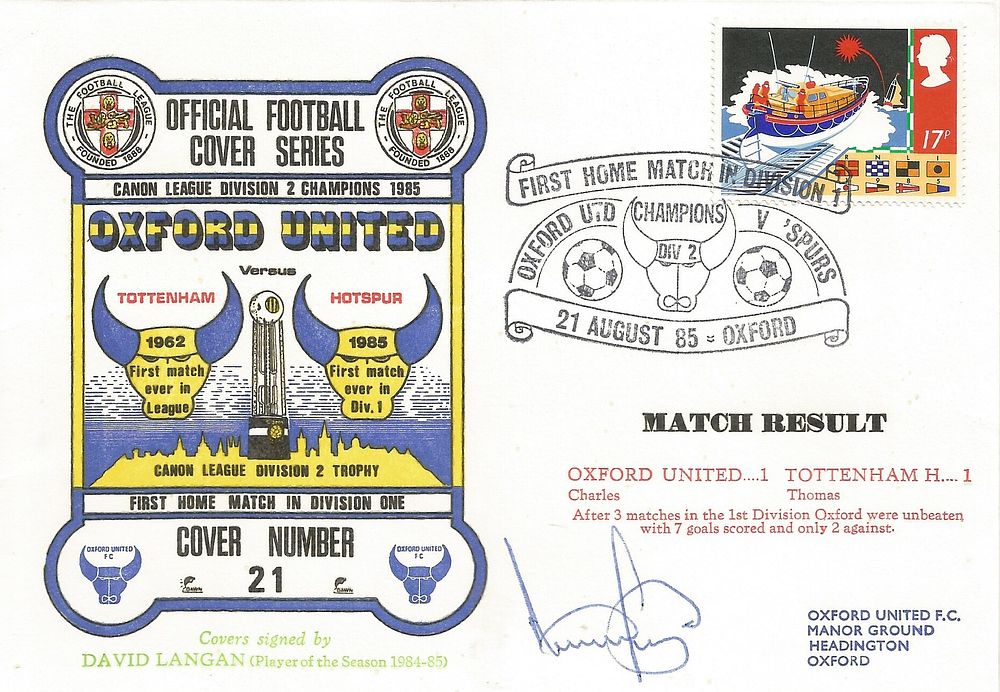 THE FOOTBALL LEAGUE
FOUNDED 1888
OFFICIAL FOOTBALL
COVER SERIES
THE FOOTBALL LEAGUE
FOUNDED 1888
CANON LEAGUE DIVISION 2 CHAMPIONS 1985
OXFORD UNITED
Versus
TOTTENHAM
HOTSPUR
1962
First match
ever in
League
1985
First match
ever in
Div. 1
CANON LEAGUE DIVISION 2 TROPHY
FIRST HOME MATCH IN DIVISION ONE
COVER NUMBER
21
OXFORD UNITED
F C
DAWN
DAWN
OXFORD UNITED
F C
Covers signed by
DAVID LANGAN (Player of the Season 1984-85)
17P
R N L I
1 9 8 5
FIRST HOME MATCH IN DIVISION 1
OXFORD UTD CHAMPIONS V 'SPURS
DIV 2
21 AUGUST 85 = OXFORD
MATCH RESULT
OXFORD UNITED....1 TOTTENHAM H.... 1
Charles Thomas
After 3 matches in the 1st Division Oxford were unbeaten,
with 7 goals scored and only 2 against.
OXFORD UNITED F.C.
MANOR GROUND
HEADINGTON
OXFORD